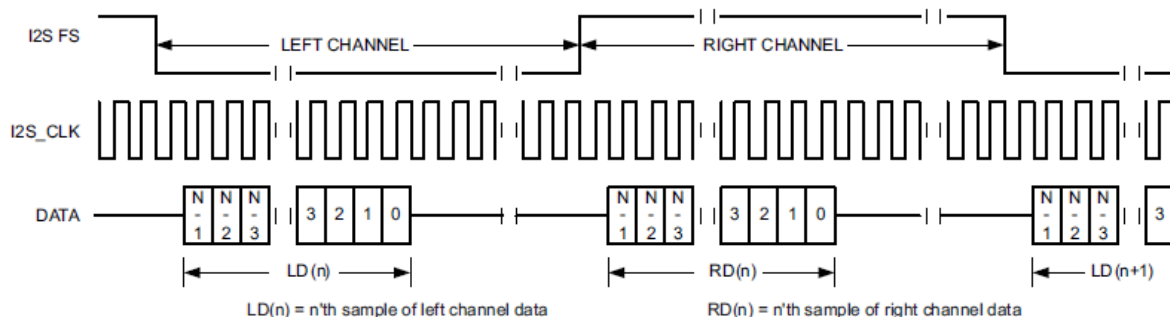 I2S FS
LEFT CHANNEL
RIGHT CHANNEL
I2S_CLK
DATA
N-1 N-2 N-3 3 2 1 0 N-1 N-2 N-3 3 2 1 0 N-1 N-2 N-3 3
LD(n) RD(n) LD(n+1)
LD(n) = n'th sample of left channel data RD(n) = n'th sample of right channel data